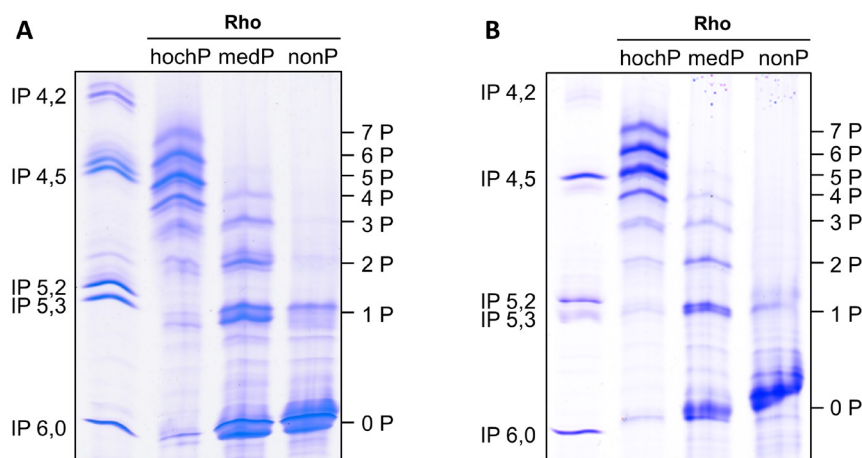 A
Rho
hochP medP nonP
IP 4,2
IP 4,5
IP 5,2
IP 5,3
IP 6,0
7 P
6 P
5 P
4 P
3 P
2 P
1 P
0 P
B
Rho
hochP medP nonP
IP 4,2
IP 4,5
IP 5,2
IP 5,3
IP 6,0
7 P
6 P
5 P
4 P
3 P
2 P
1 P
0 P